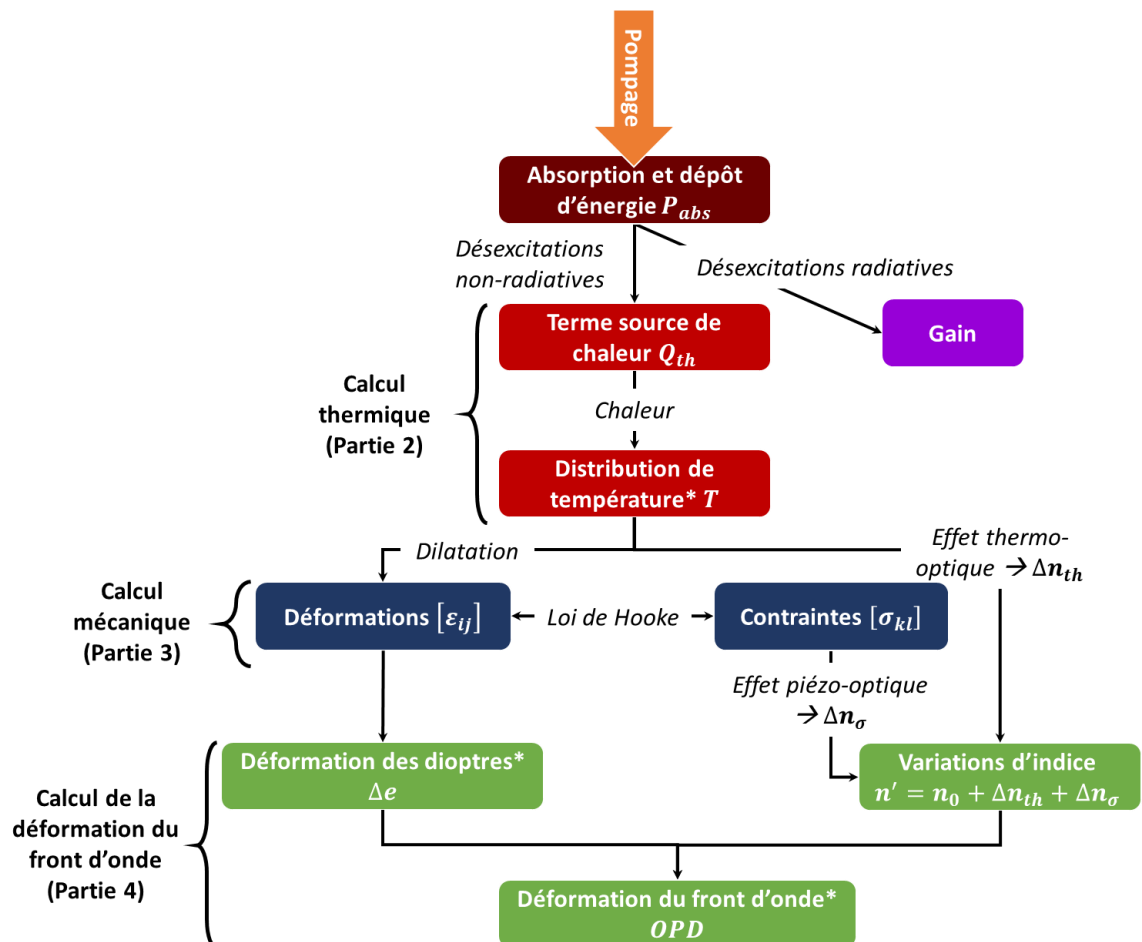 Pompage
Absorption et dépôt
d'énergie P_abs
Désexcitations
non-radiatives
Désexcitations radiatives
Terme source de
chaleur Q_th
Gain
Calcul
thermique
(Partie 2)
Chaleur
Distribution de
température* T
Dilatation
Effet thermo-
optique → Δn_th
Calcul
mécanique
(Partie 3)
Déformations [ε_ij]
Loi de Hooke
Contraintes [σ_kl]
Effet piézo-optique
→ Δn_σ
Déformation des dioptres*
Δe
Variations d'indice
n' = n_0 + Δn_th + Δn_σ
Calcul de la
déformation du
front d'onde
(Partie 4)
Déformation du front d'onde*
OPD